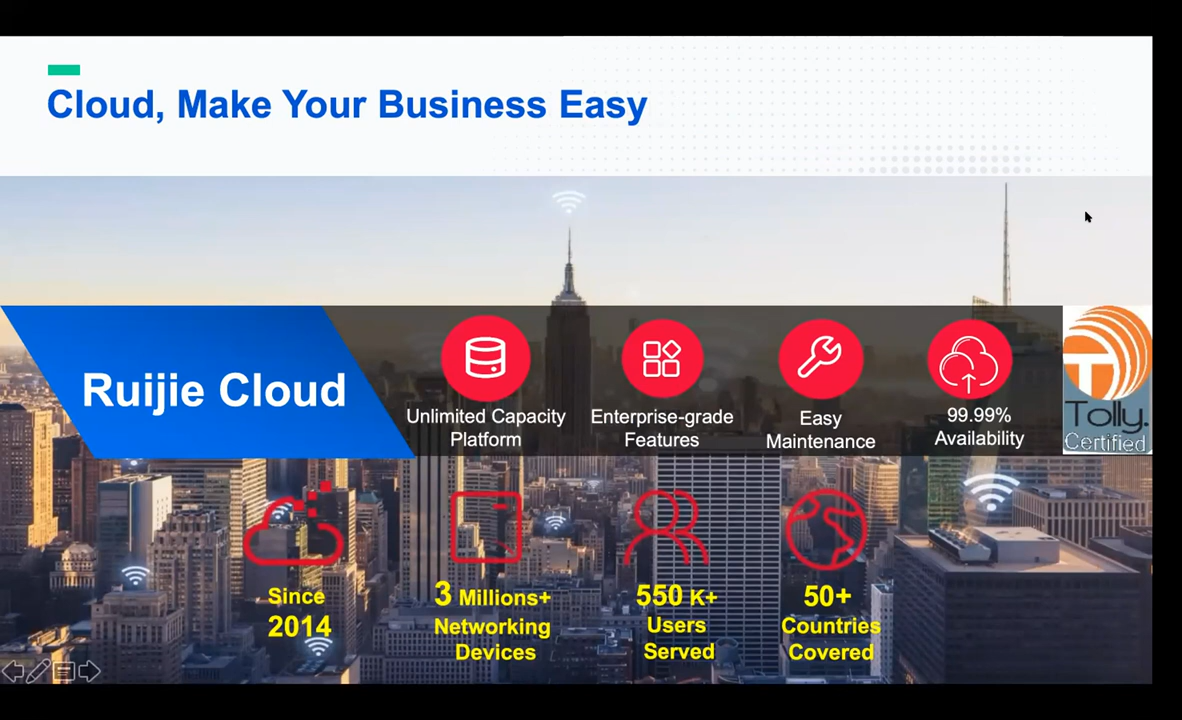 Cloud, Make Your Business Easy
Ruijie Cloud
Unlimited Capacity
Platform
Enterprise-grade
Features
Easy
Maintenance
99.99%
Availability
T
Tolly.
Certified
Since
2014
3 Millions+
Networking
Devices
550 K+
Users
Served
50+
Countries
Covered